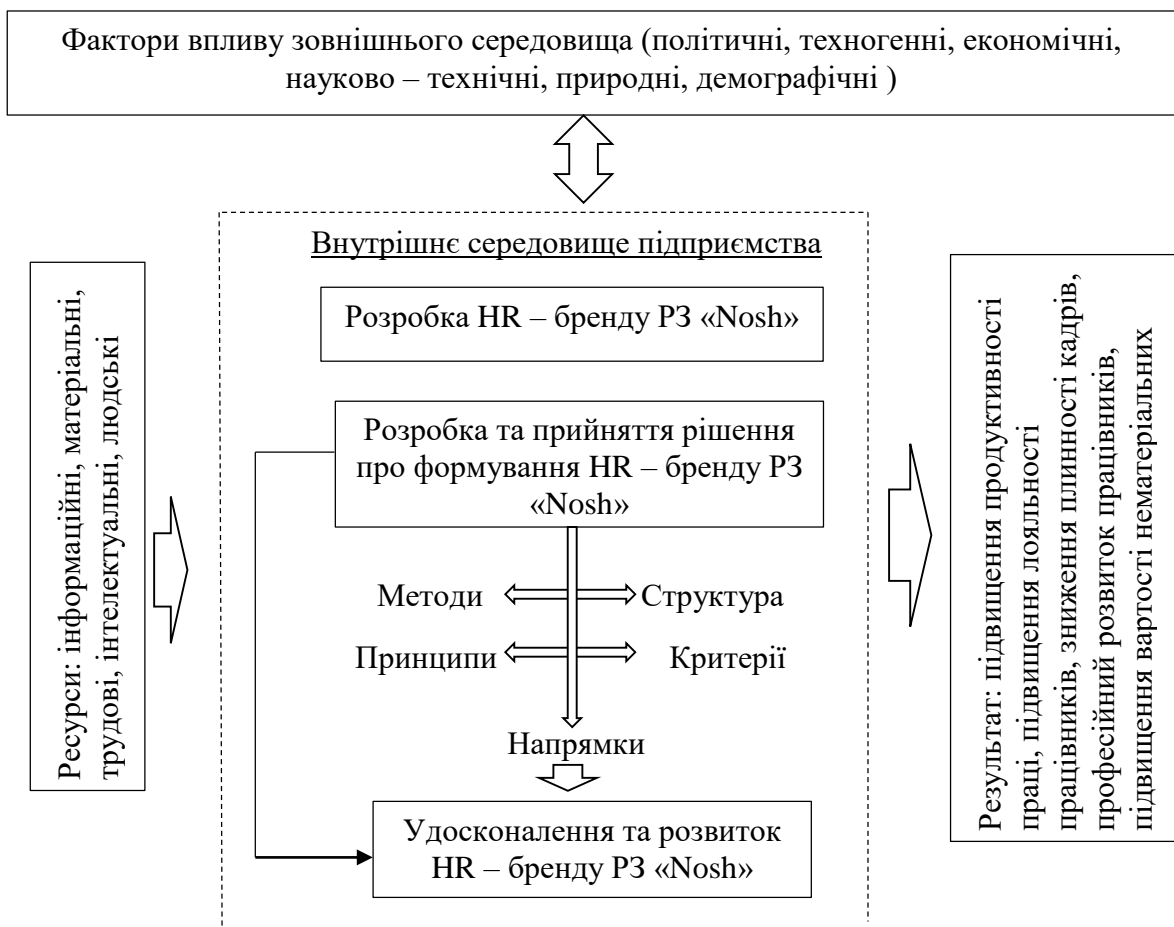 Фактори впливу зовнішнього середовища (політичні, техногенні, економічні,
науково – технічні, природні, демографічні )
Ресурси: інформаційні, матеріальні,
трудові, інтелектуальні, людські
Внутрішнє середовище підприємства
Розробка HR – бренду РЗ «Nosh»
Розробка та прийняття рішення
про формування HR – бренду РЗ
«Nosh»
Методи Структура
Принципи Критерії
Напрямки
Удосконалення та розвиток
HR – бренду РЗ «Nosh»
Результат: підвищення продуктивності
праці, підвищення лояльності
працівників, зниження плинності кадрів,
професійний розвиток працівників,
підвищення вартості нематеріальних